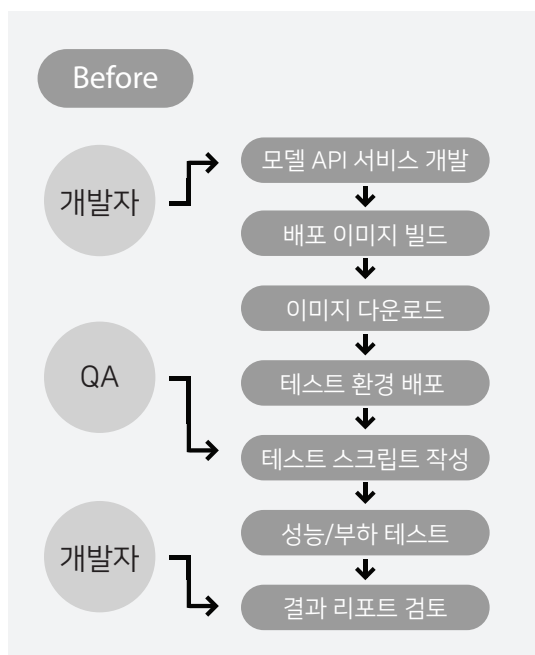 Before
개발자
모델 API 서비스 개발
배포 이미지 빌드
이미지 다운로드
QA
테스트 환경 배포
테스트 스크립트 작성
성능/부하 테스트
개발자
결과 리포트 검토